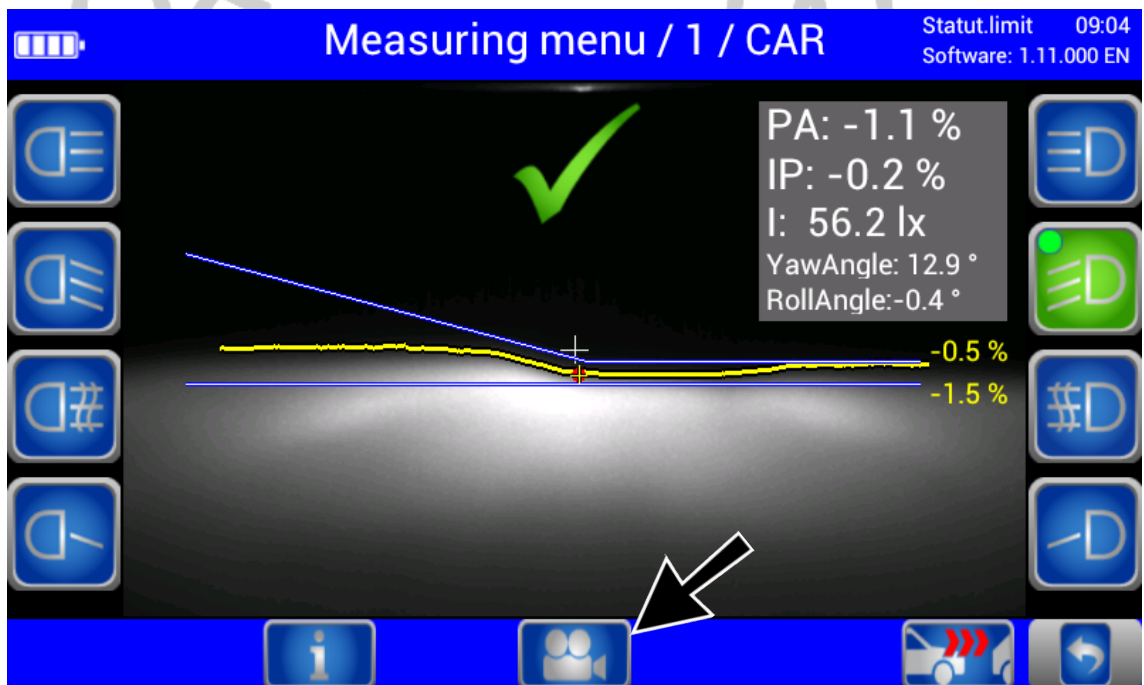 Measuring menu / 1 / CAR
Statut.limit 09:04
Software: 1.11.000 EN
PA: -1.1 %
IP: -0.2 %
I: 56.2 lx
YawAngle: 12.9 °
RollAngle:-0.4 °
-0.5 %
-1.5 %
i